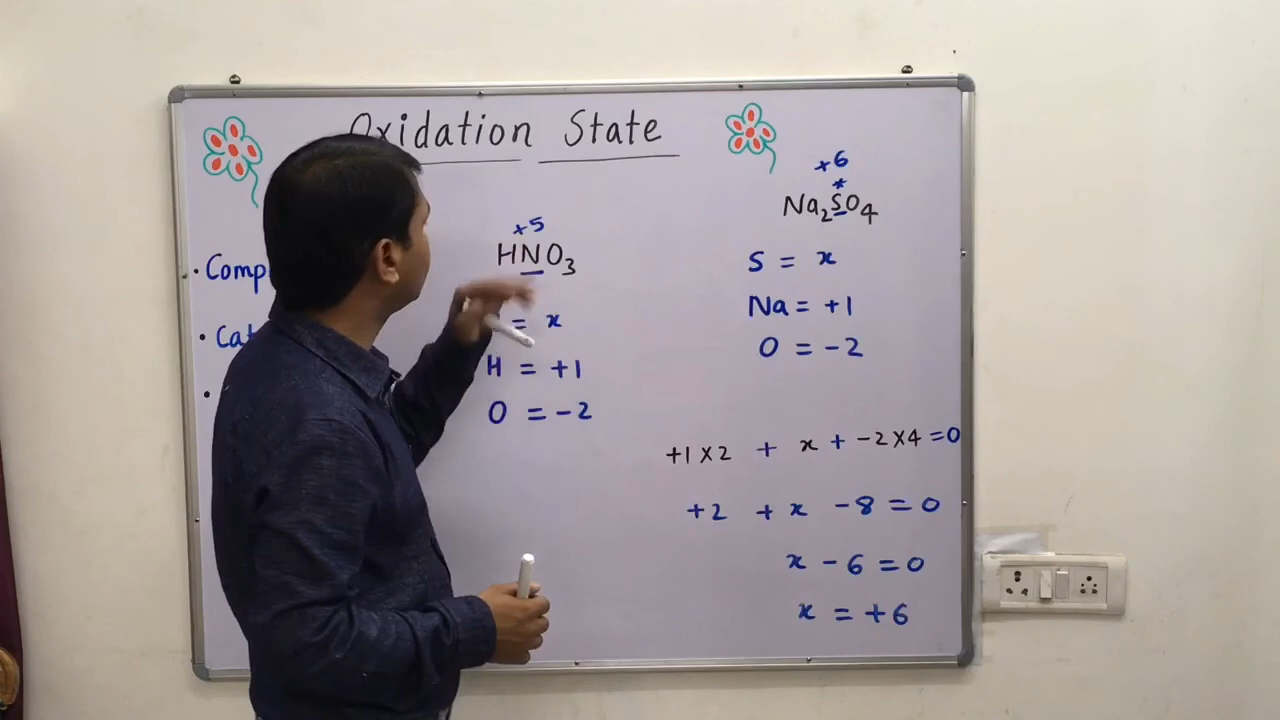 Oxidation State
· Comp
· Cat
·
+5
HNO3
= x
H = +1
O = -2
+6
*
Na2SO4
S = x
Na = +1
O = -2
+1 x 2 + x + -2 x 4 = 0
+2 + x - 8 = 0
x - 6 = 0
x = +6